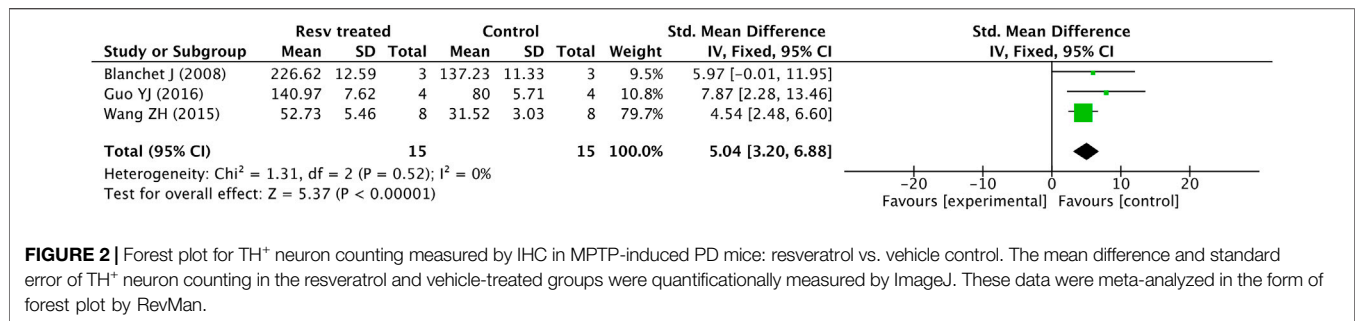 Resv treated Control Std. Mean Difference Std. Mean Difference
Study or Subgroup Mean SD Total Mean SD Total Weight IV, Fixed, 95% CI IV, Fixed, 95% CI
Blanchet J (2008) 226.62 12.59 3 137.23 11.33 3 9.5% 5.97 [−0.01, 11.95]
Guo YJ (2016) 140.97 7.62 4 80 5.71 4 10.8% 7.87 [2.28, 13.46]
Wang ZH (2015) 52.73 5.46 8 31.52 3.03 8 79.7% 4.54 [2.48, 6.60]
Total (95% CI) 15 15 100.0% 5.04 [3.20, 6.88]
Heterogeneity: Chi² = 1.31, df = 2 (P = 0.52); I² = 0%
Test for overall effect: Z = 5.37 (P < 0.00001)
−20 −10 0 10 20
Favours [experimental] Favours [control]
FIGURE 2 | Forest plot for TH⁺ neuron counting measured by IHC in MPTP-induced PD mice: resveratrol vs. vehicle control. The mean difference and standard
error of TH⁺ neuron counting in the resveratrol and vehicle-treated groups were quantificationally measured by ImageJ. These data were meta-analyzed in the form of
forest plot by RevMan.